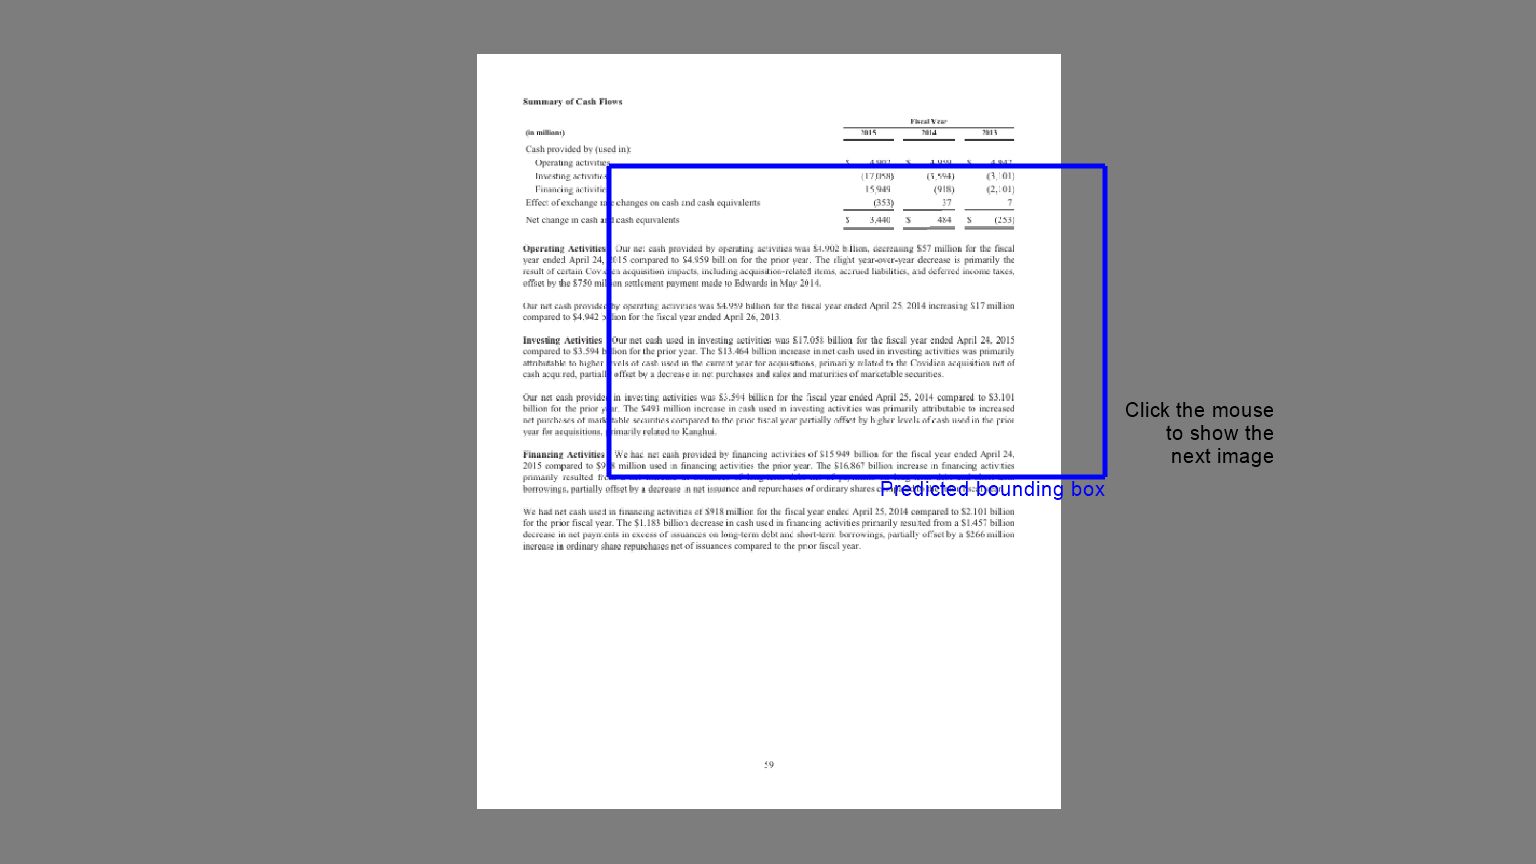 Summary of Cash Flows
Fiscal Year
(in millions) 2015 2014 2013
Cash provided by (used in):
Operating activities $ 4,902 $ 4,959 $ 4,942
Investing activities (17,058) (3,594) (3,101)
Financing activities 15,949 (918) (2,101)
Effect of exchange rate changes on cash and cash equivalents (353) 37 7
Net change in cash and cash equivalents $ 3,440 $ 484 $ (253)
Operating Activities Our net cash provided by operating activities was $4.902 billion, decreasing $57 million for the fiscal
year ended April 24, 2015 compared to $4.959 billion for the prior year. The slight year-over-year decrease is primarily the
result of certain Covidien acquisition impacts, including acquisition-related items, accrued liabilities, and deferred income taxes,
offset by the $750 million settlement payment made to Edwards in May 2014.
Our net cash provided by operating activities was $4.959 billion for the fiscal year ended April 25, 2014 increasing $17 million
compared to $4.942 billion for the fiscal year ended April 26, 2013.
Investing Activities Our net cash used in investing activities was $17.058 billion for the fiscal year ended April 24, 2015
compared to $3.594 billion for the prior year. The $13.464 billion increase in net cash used in investing activities was primarily
attributable to higher levels of cash used in the current year for acquisitions, primarily related to the Covidien acquisition net of
cash acquired, partially offset by a decrease in net purchases and sales and maturities of marketable securities.
Our net cash provided in investing activities was $3.594 billion for the fiscal year ended April 25, 2014 compared to $3.101
billion for the prior year. The $493 million increase in cash used in investing activities was primarily attributable to increased
net purchases of marketable securities compared to the prior fiscal year partially offset by higher levels of cash used in the prior
year for acquisitions, primarily related to Kanghui.
Financing Activities We had net cash provided by financing activities of $15.949 billion for the fiscal year ended April 24,
2015 compared to $918 million used in financing activities the prior year. The $16.867 billion increase in financing activities
primarily resulted from
borrowings, partially offset by a decrease in net issuance and repurchases of ordinary shares
We had net cash used in financing activities of $918 million for the fiscal year ended April 25, 2014 compared to $2.101 billion
for the prior fiscal year. The $1.183 billion decrease in cash used in financing activities primarily resulted from a $1.457 billion
decrease in net payments in excess of issuances on long-term debt and short-term borrowings, partially offset by a $266 million
increase in ordinary share repurchases net of issuances compared to the prior fiscal year.
59
Predicted bounding box
Click the mouse
to show the
next image